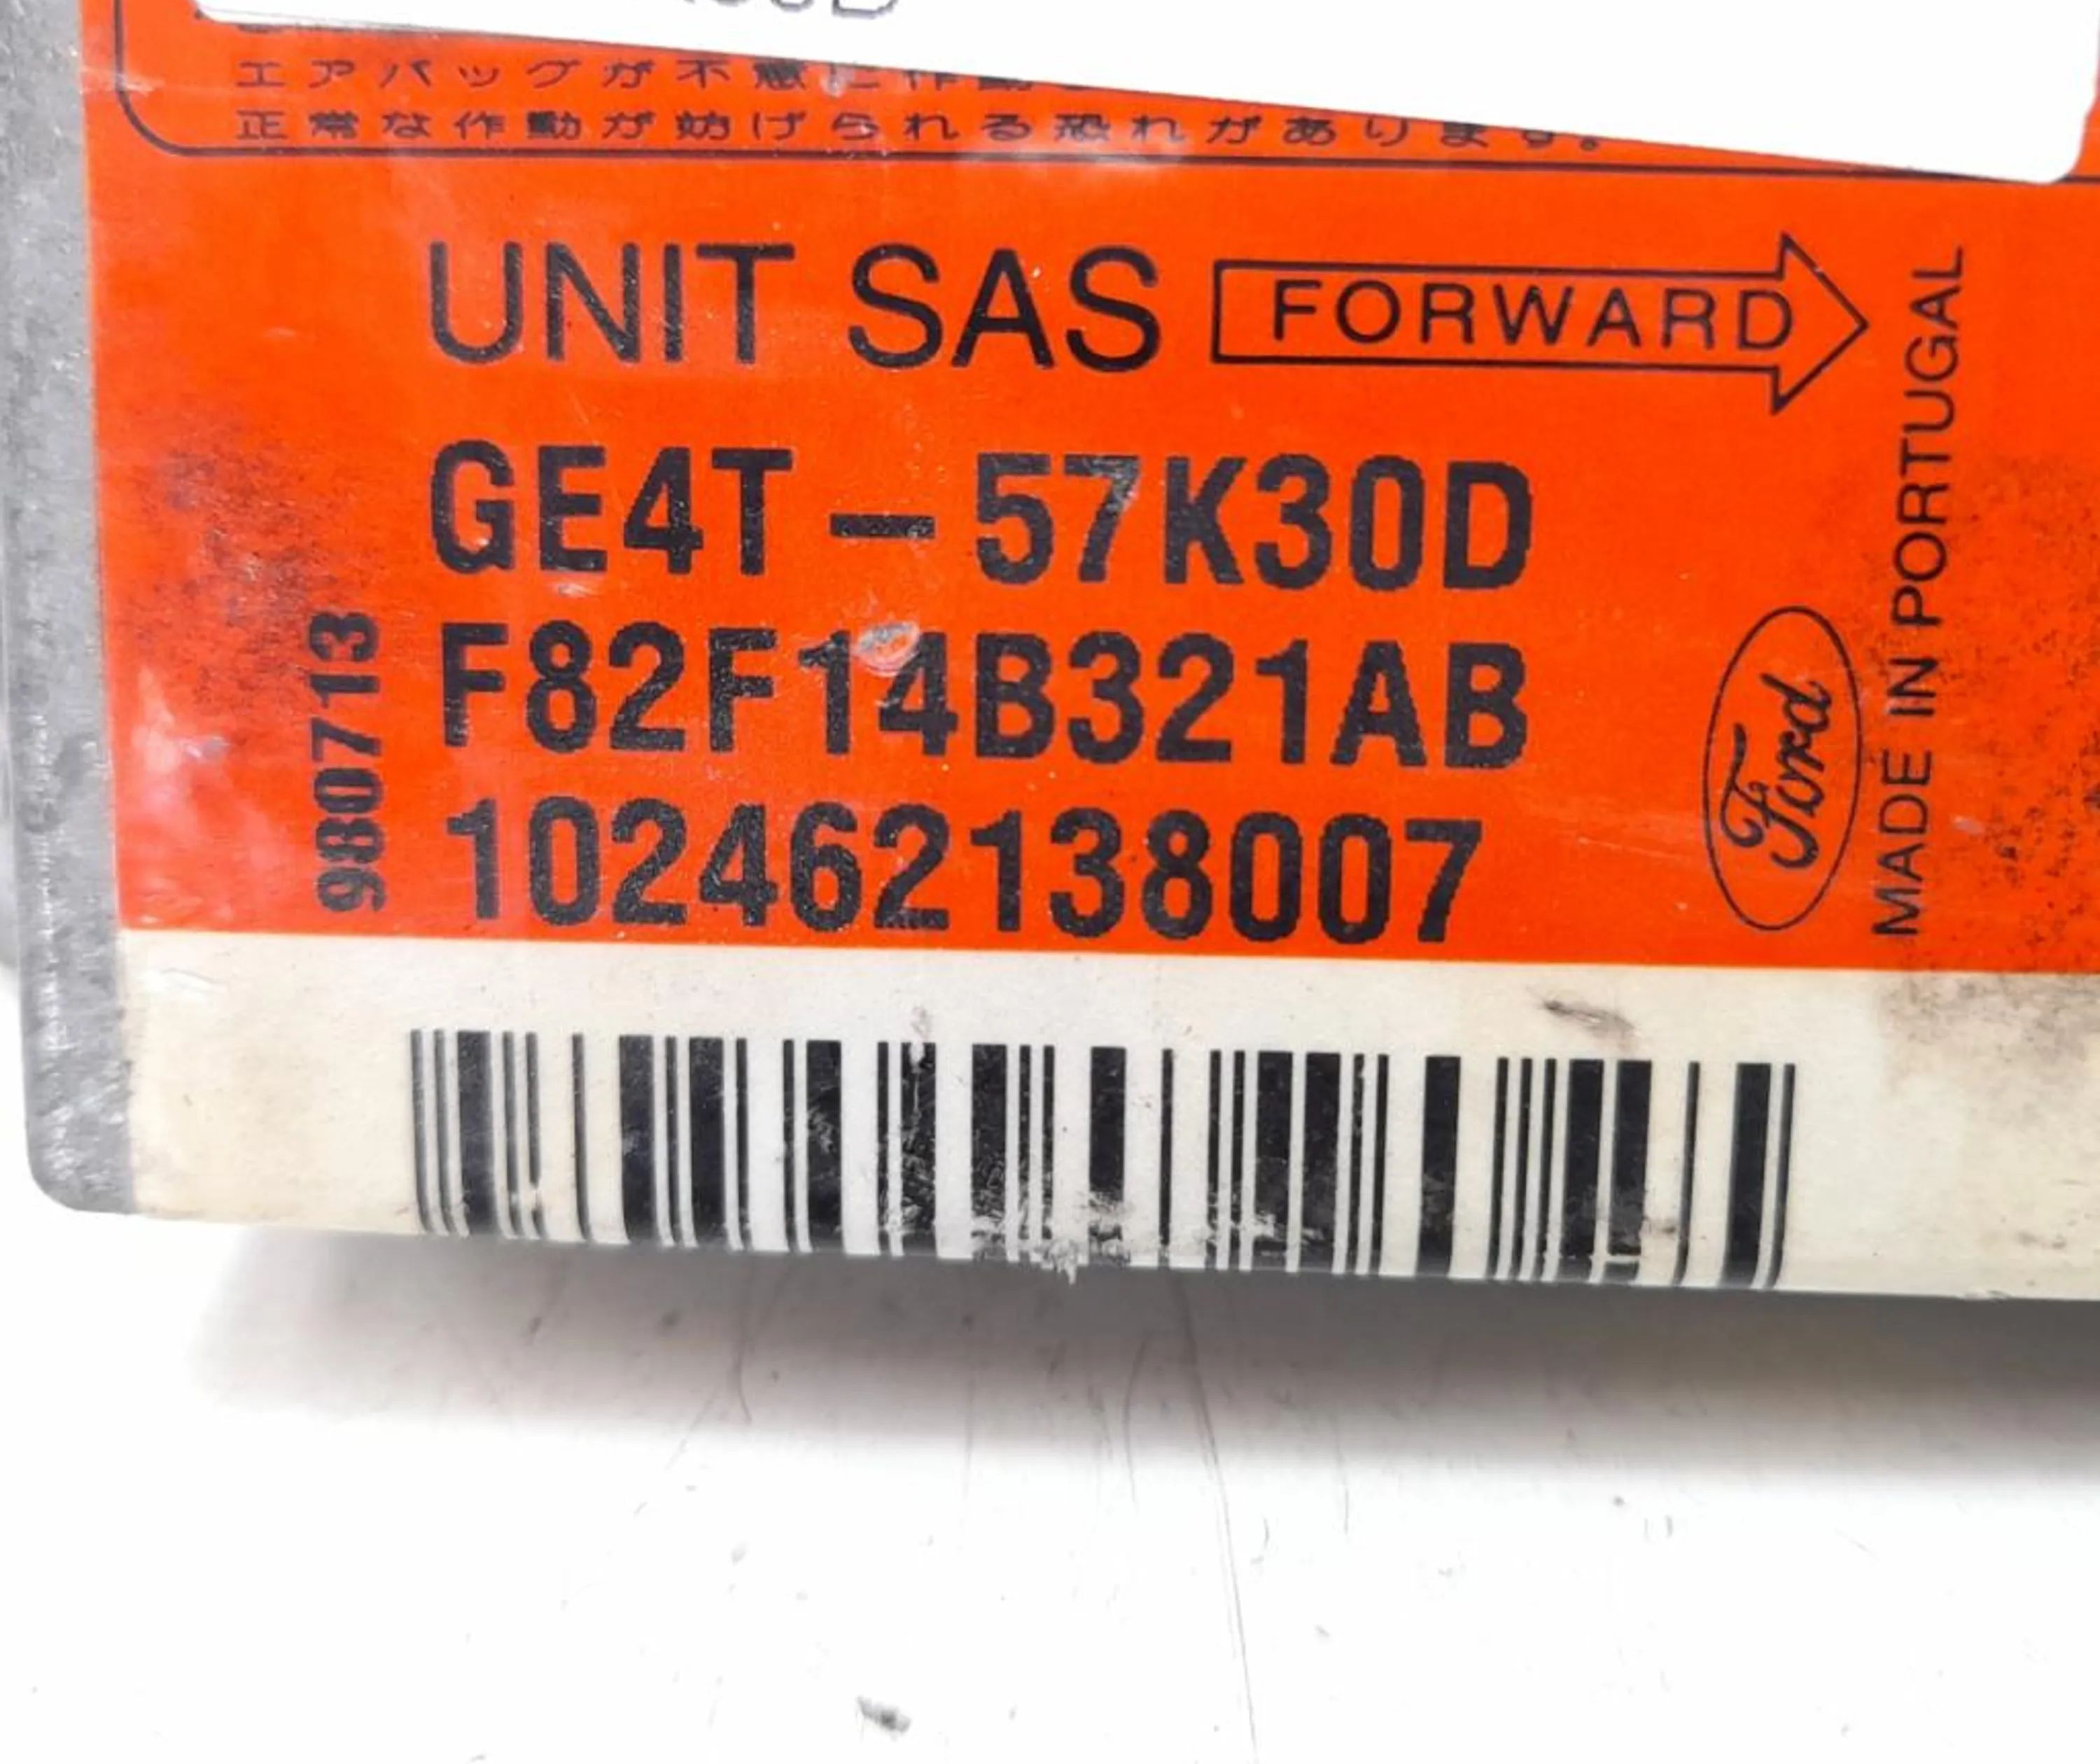 エアバッグが不意に作動
正常な作動が妨げられる恐れがあります。
UNIT SAS FORWARD
GE4T-57K30D
F82F14B321AB
102462138007
980713
Ford
MADE IN PORTUGAL